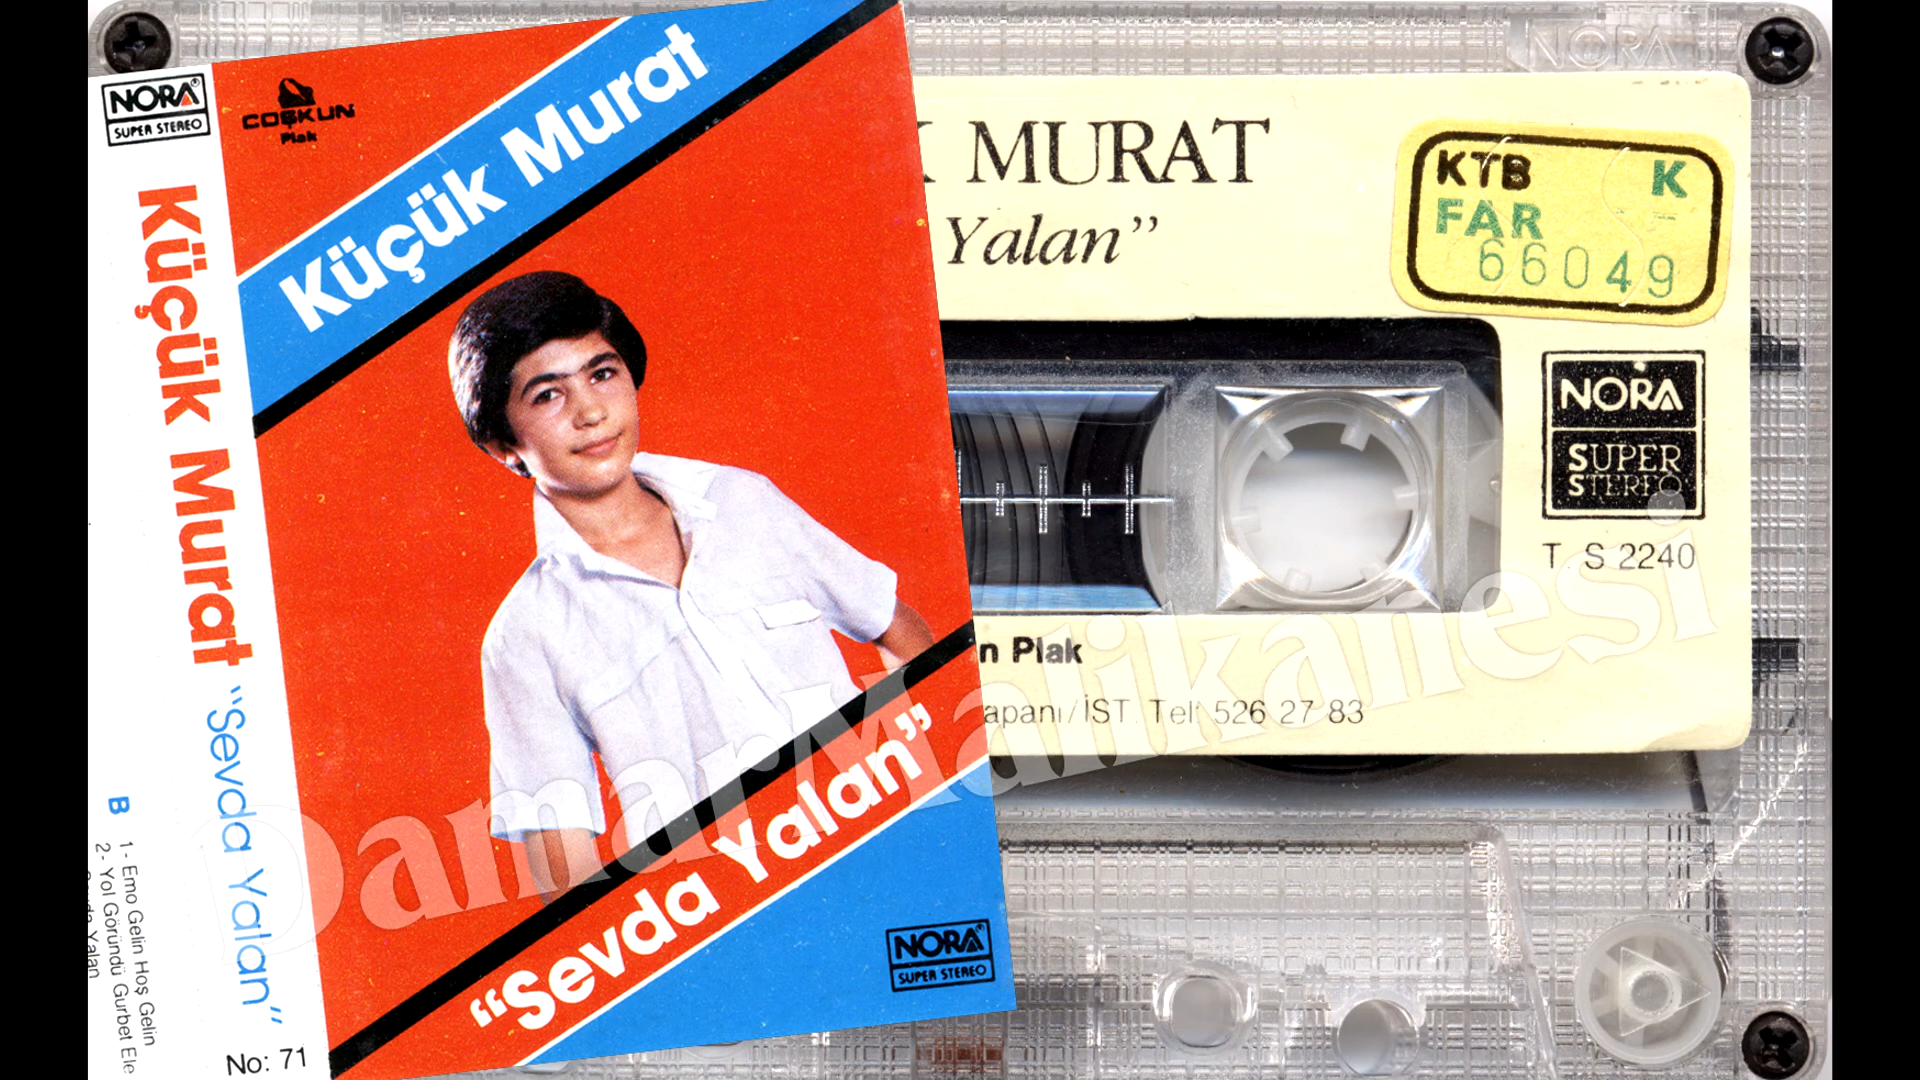 NORA
SUPER STEREO
COŞKUN
Plak
Küçük Murat
"Sevda Yalan"
NORA
SUPER STEREO
Küçük Murat "Sevda Yalan"
B
1- Emo Gelin Hoş Gelin
2- Yol Göründü Gurbet Ele
Yalan
No: 71
MURAT
Yalan"
KTB K
FAR
66049
NORA
NORA
SUPER
STEREO
T. S 2240
Plak
/İST. Tel: 526 27 83
DamarMalikanesi